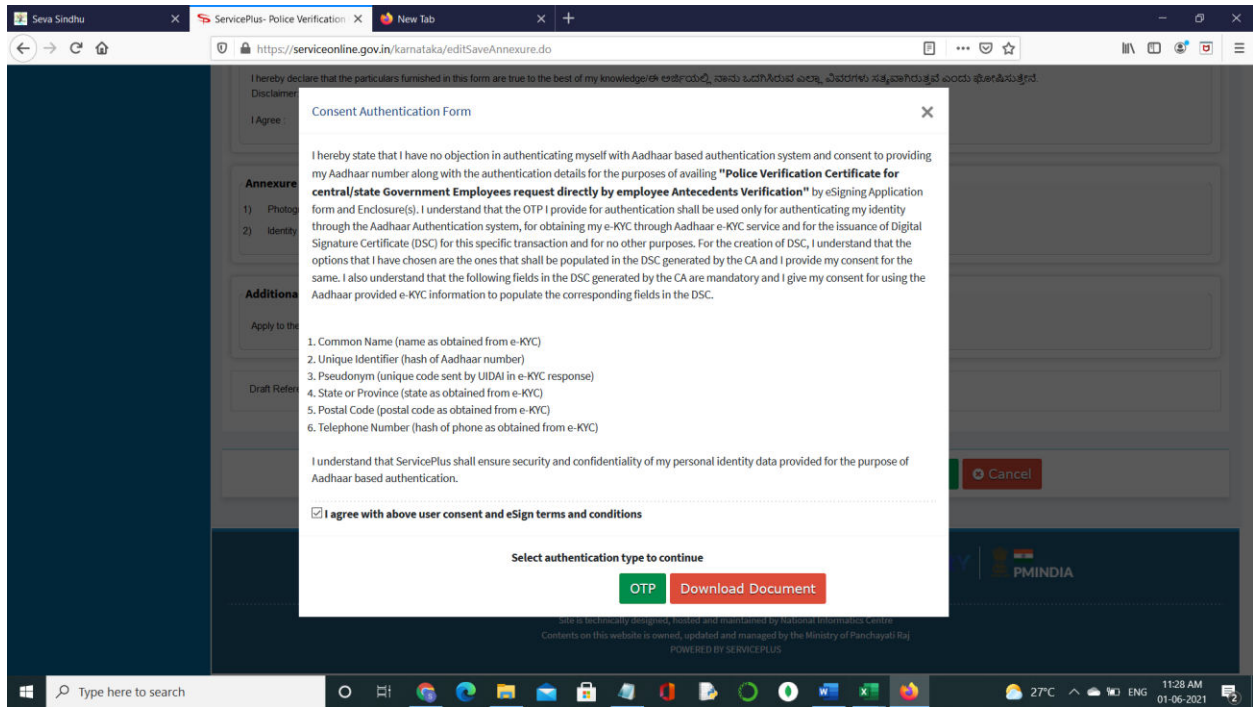 Seva Sindhu
ServicePlus- Police Verification
New Tab
https://serviceonline.gov.in/karnataka/editSaveAnnexure.do
I hereby declare that the particulars furnished in this form are true to the best of my knowledge/ಈ ಅರ್ಜಿಯಲ್ಲಿ ನಾನು ಒದಗಿಸಿರುವ ಎಲ್ಲಾ ವಿವರಗಳು ಸತ್ಯವಾಗಿರುತ್ತವೆ ಎಂದು ಘೋಷಿಸುತ್ತೇನೆ.
Disclaimer
I Agree :
Consent Authentication Form
I hereby state that I have no objection in authenticating myself with Aadhaar based authentication system and consent to providing
my Aadhaar number along with the authentication details for the purposes of availing "Police Verification Certificate for
central/state Government Employees request directly by employee Antecedents Verification" by eSigning Application
form and Enclosure(s). I understand that the OTP I provide for authentication shall be used only for authenticating my identity
through the Aadhaar Authentication system, for obtaining my e-KYC through Aadhaar e-KYC service and for the issuance of Digital
Signature Certificate (DSC) for this specific transaction and for no other purposes. For the creation of DSC, I understand that the
options that I have chosen are the ones that shall be populated in the DSC generated by the CA and I provide my consent for the
same. I also understand that the following fields in the DSC generated by the CA are mandatory and I give my consent for using the
Aadhaar provided e-KYC information to populate the corresponding fields in the DSC.
Annexure
1) Photog
2) Identity
Additiona
Apply to the
Draft Refere
1. Common Name (name as obtained from e-KYC)
2. Unique Identifier (hash of Aadhaar number)
3. Pseudonym (unique code sent by UIDAI in e-KYC response)
4. State or Province (state as obtained from e-KYC)
5. Postal Code (postal code as obtained from e-KYC)
6. Telephone Number (hash of phone as obtained from e-KYC)
I understand that ServicePlus shall ensure security and confidentiality of my personal identity data provided for the purpose of
Aadhaar based authentication.
Cancel
I agree with above user consent and eSign terms and conditions
Select authentication type to continue
OTP Download Document
PMINDIA
Site is technically designed, hosted and maintained by National Informatics Centre
Contents on this website is owned, updated and managed by the Ministry of Panchayati Raj
POWERED BY SERVICEPLUS
Type here to search
27°C
ENG
11:28 AM
01-06-2021
2